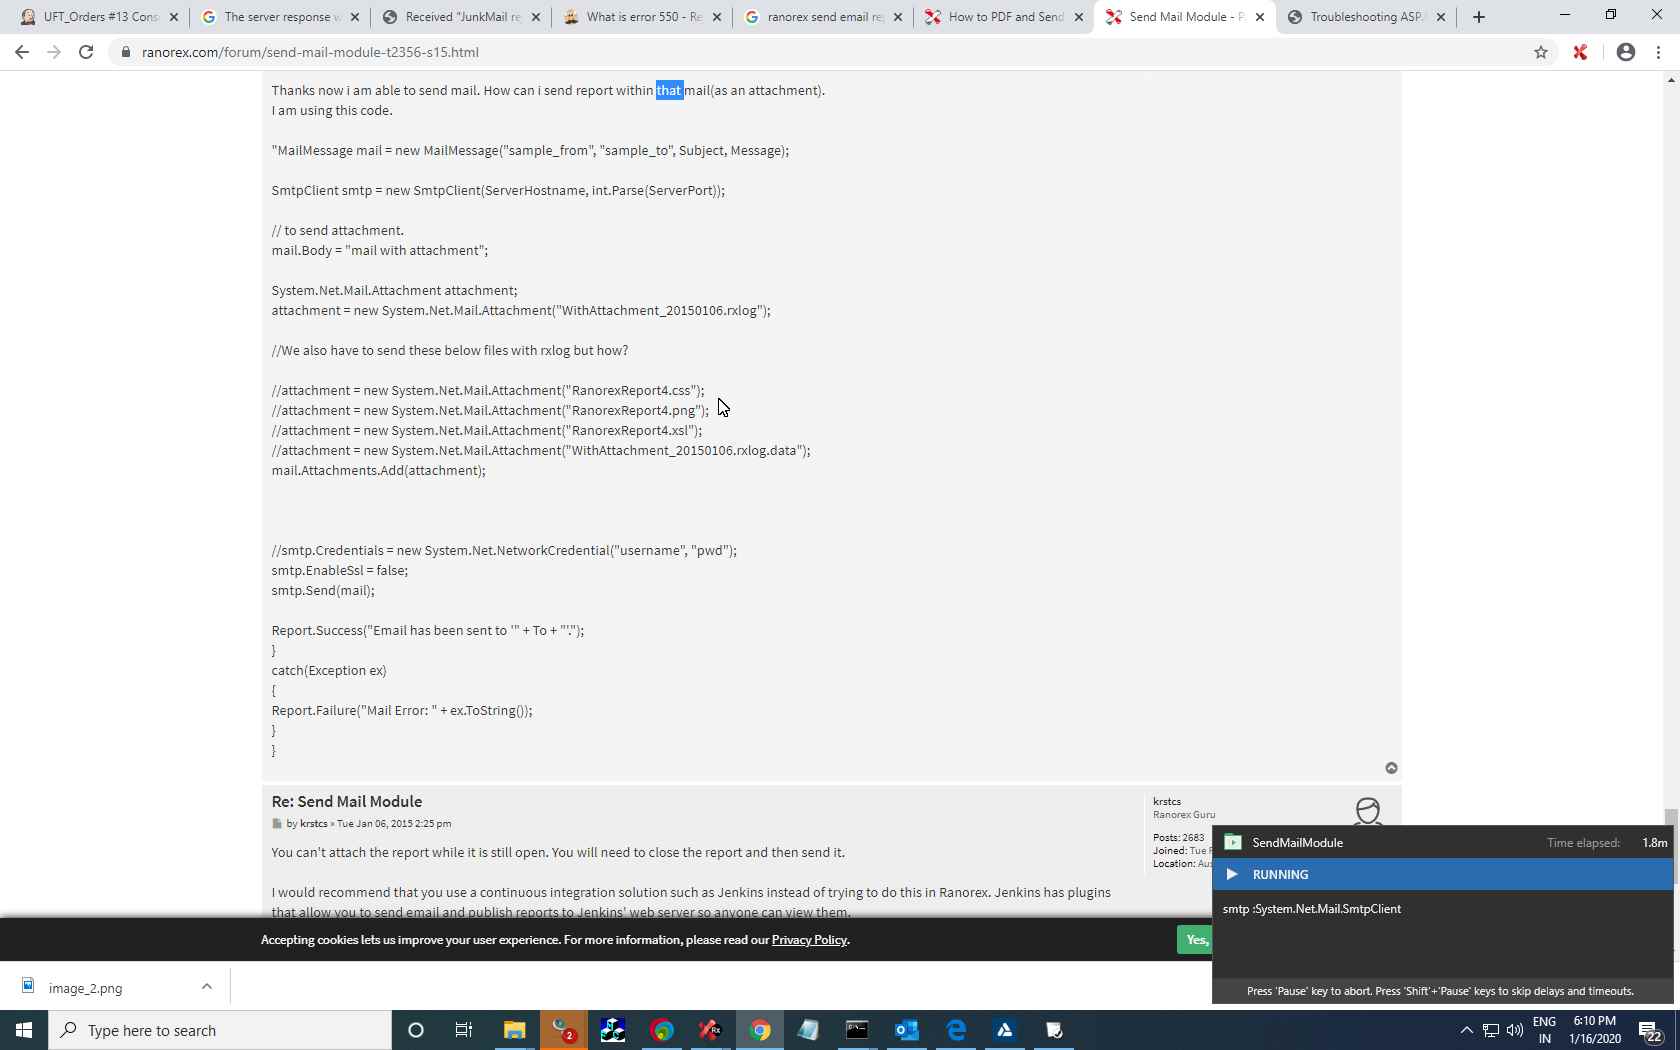 UFT_Orders #13 Cons
The server response w
Received "JunkMail re
What is error 550 - Re
ranorex send email re
How to PDF and Send
Send Mail Module - P
Troubleshooting ASP.
ranorex.com/forum/send-mail-module-t2356-s15.html
Thanks now i am able to send mail. How can i send report within that mail(as an attachment).
I am using this code.
"MailMessage mail = new MailMessage("sample_from", "sample_to", Subject, Message);
SmtpClient smtp = new SmtpClient(ServerHostname, int.Parse(ServerPort));
// to send attachment.
mail.Body = "mail with attachment";
System.Net.Mail.Attachment attachment;
attachment = new System.Net.Mail.Attachment("WithAttachment_20150106.rxlog");
//We also have to send these below files with rxlog but how?
//attachment = new System.Net.Mail.Attachment("RanorexReport4.css");
//attachment = new System.Net.Mail.Attachment("RanorexReport4.png");
//attachment = new System.Net.Mail.Attachment("RanorexReport4.xsl");
//attachment = new System.Net.Mail.Attachment("WithAttachment_20150106.rxlog.data");
mail.Attachments.Add(attachment);
//smtp.Credentials = new System.Net.NetworkCredential("username", "pwd");
smtp.EnableSsl = false;
smtp.Send(mail);
Report.Success("Email has been sent to '" + To + "'.");
}
catch(Exception ex)
{
Report.Failure("Mail Error: " + ex.ToString());
}
}
Re: Send Mail Module
by krstcs » Tue Jan 06, 2015 2:25 pm
You can't attach the report while it is still open. You will need to close the report and then send it.
I would recommend that you use a continuous integration solution such as Jenkins instead of trying to do this in Ranorex. Jenkins has plugins
that allow you to send email and publish reports to Jenkins' web server so anyone can view them.
krstcs
Ranorex Guru
Posts: 2683
Joined: Tue
Location: Aus
Accepting cookies lets us improve your user experience. For more information, please read our Privacy Policy.
Yes,
SendMailModule
Time elapsed: 1.8m
RUNNING
smtp :System.Net.Mail.SmtpClient
Press 'Pause' key to abort. Press 'Shift'+'Pause' keys to skip delays and timeouts.
image_2.png
Type here to search
2
Rx
ENG
IN
6:10 PM
1/16/2020
22